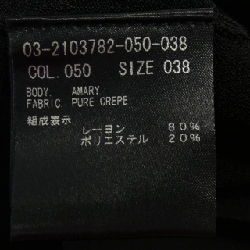 03-2103782-050-038
COL.050 SIZE 038
BODY. AMARY
FABRIC PURE CREPE
組成表示
レーヨン 80%
ポリエステル 20%